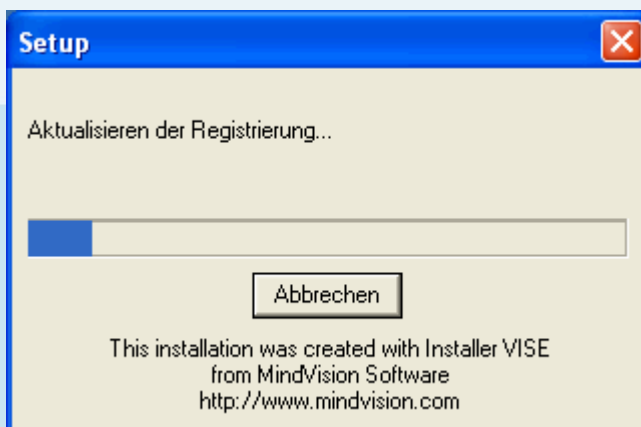 Setup
Aktualisieren der Registrierung...
Abbrechen
This installation was created with Installer VISE
from MindVision Software
http://www.mindvision.com